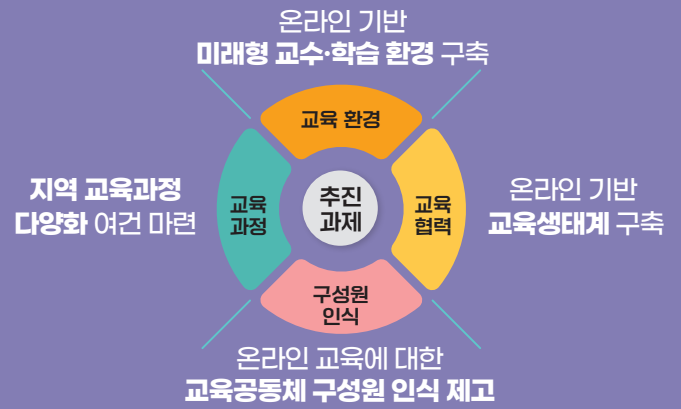 온라인 기반
미래형 교수·학습 환경 구축
교육 환경
지역 교육과정
다양화 여건 마련
교육
과정
추진
과제
교육
협력
온라인 기반
교육생태계 구축
구성원
인식
온라인 교육에 대한
교육공동체 구성원 인식 제고